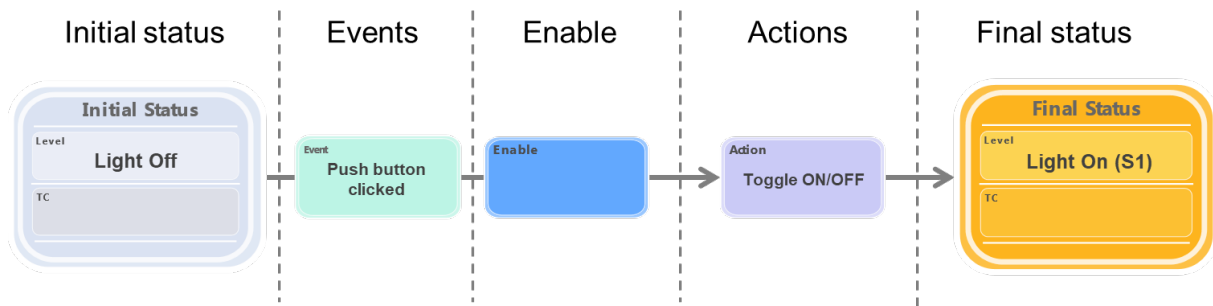 Initial status
Events
Enable
Actions
Final status
Initial Status
Level
Light Off
TC
Event
Push button
clicked
Enable
Action
Toggle ON/OFF
Final Status
Level
Light On (S1)
TC